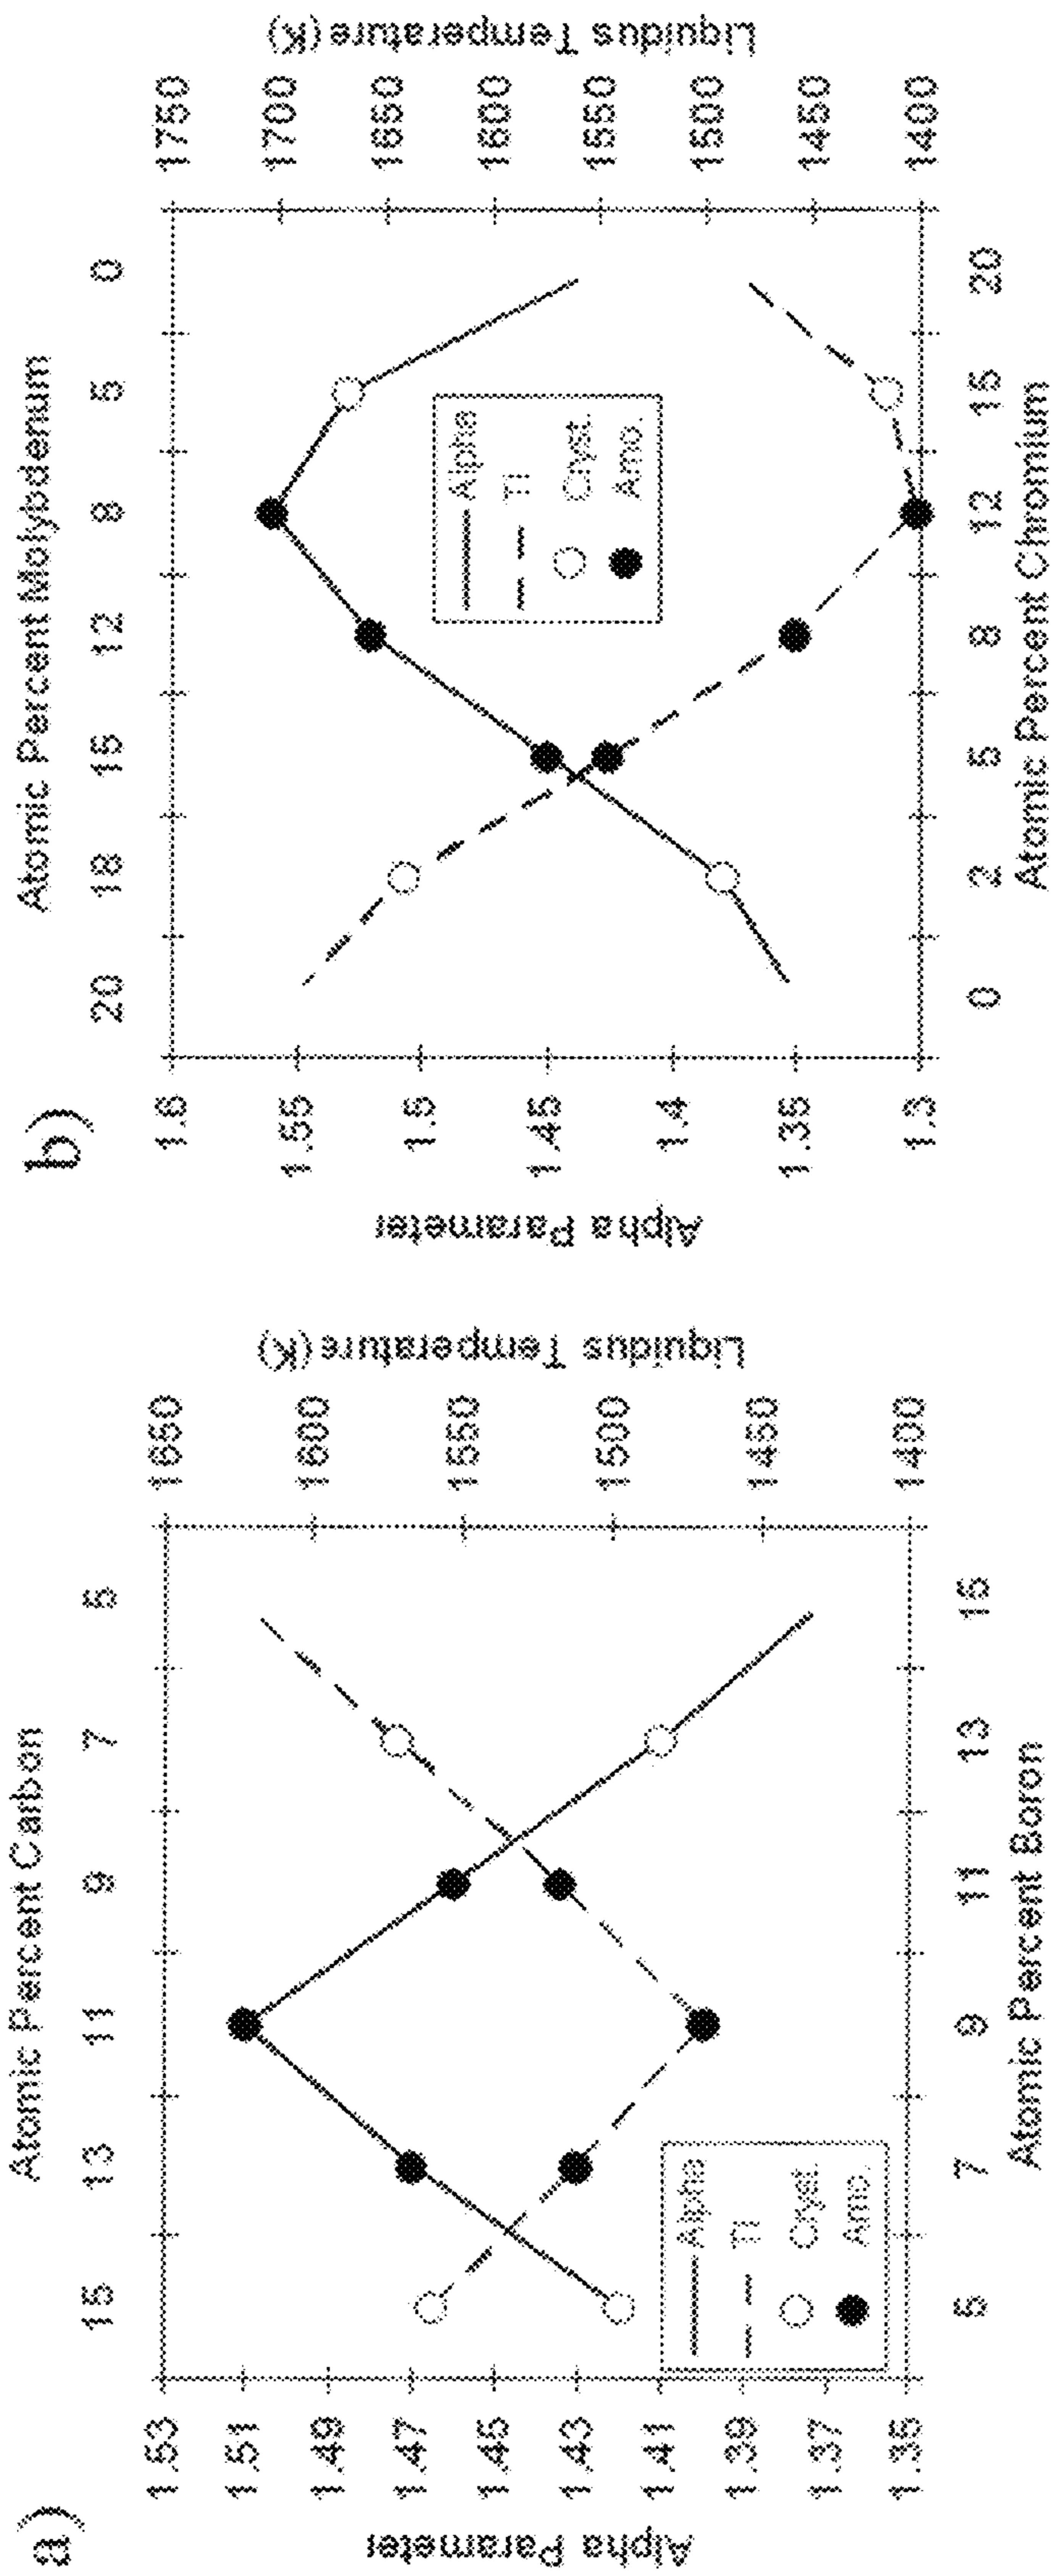 a)
Atomic Percent Carbon
15 13 11 9 7 5
Alpha Parameter
1.53
1.51
1.49
1.47
1.45
1.43
1.41
1.39
1.37
1.35
Liquidus Temperature (K)
1650
1600
1550
1500
1450
1400
Alpha
Tl
Cryst.
Amo.
5 7 9 11 13 15
Atomic Percent Boron
b)
Atomic Percent Molybdenum
20 18 15 12 8 5 0
Alpha Parameter
1.6
1.55
1.5
1.45
1.4
1.35
1.3
Liquidus Temperature (K)
1750
1700
1650
1600
1550
1500
1450
1400
Alpha
Tl
Cryst.
Amo.
0 2 5 8 12 15 20
Atomic Percent Chromium